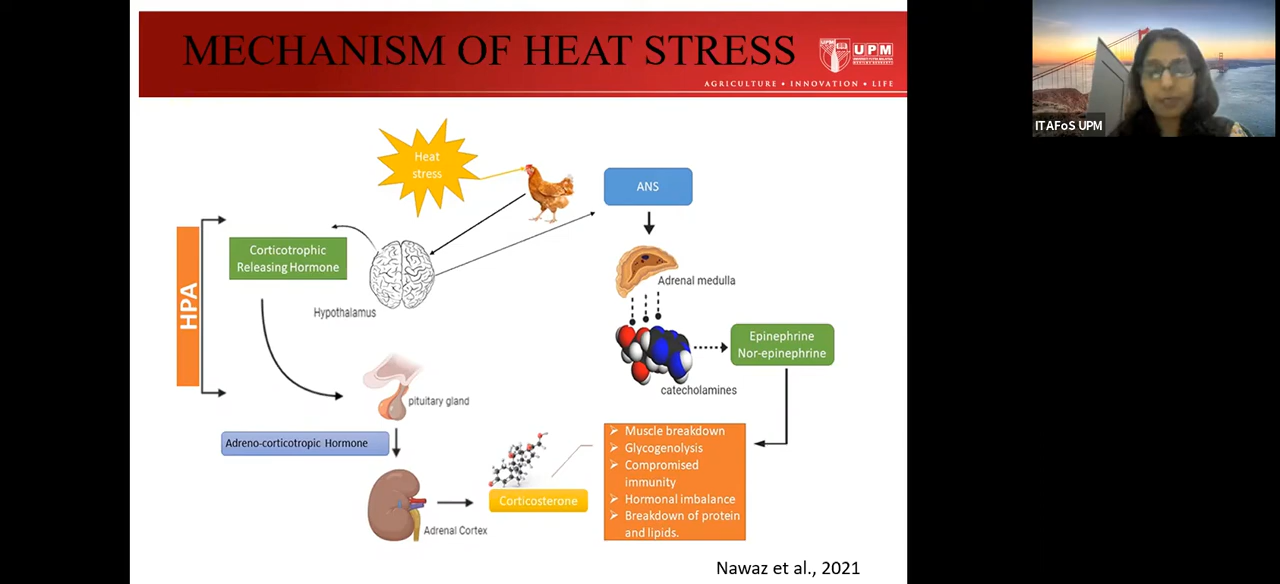 MECHANISM OF HEAT STRESS
UPM
AGRICULTURE • INNOVATION • LIFE
ITAFoS UPM
Heat
stress
ANS
Corticotrophic
Releasing Hormone
Hypothalamus
HPA
Adrenal medulla
Epinephrine
Nor-epinephrine
catecholamines
pituitary gland
Adreno-corticotropic Hormone
Corticosterone
Adrenal Cortex
➢ Muscle breakdown
➢ Glycogenolysis
➢ Compromised
immunity
➢ Hormonal imbalance
➢ Breakdown of protein
and lipids.
Nawaz et al., 2021